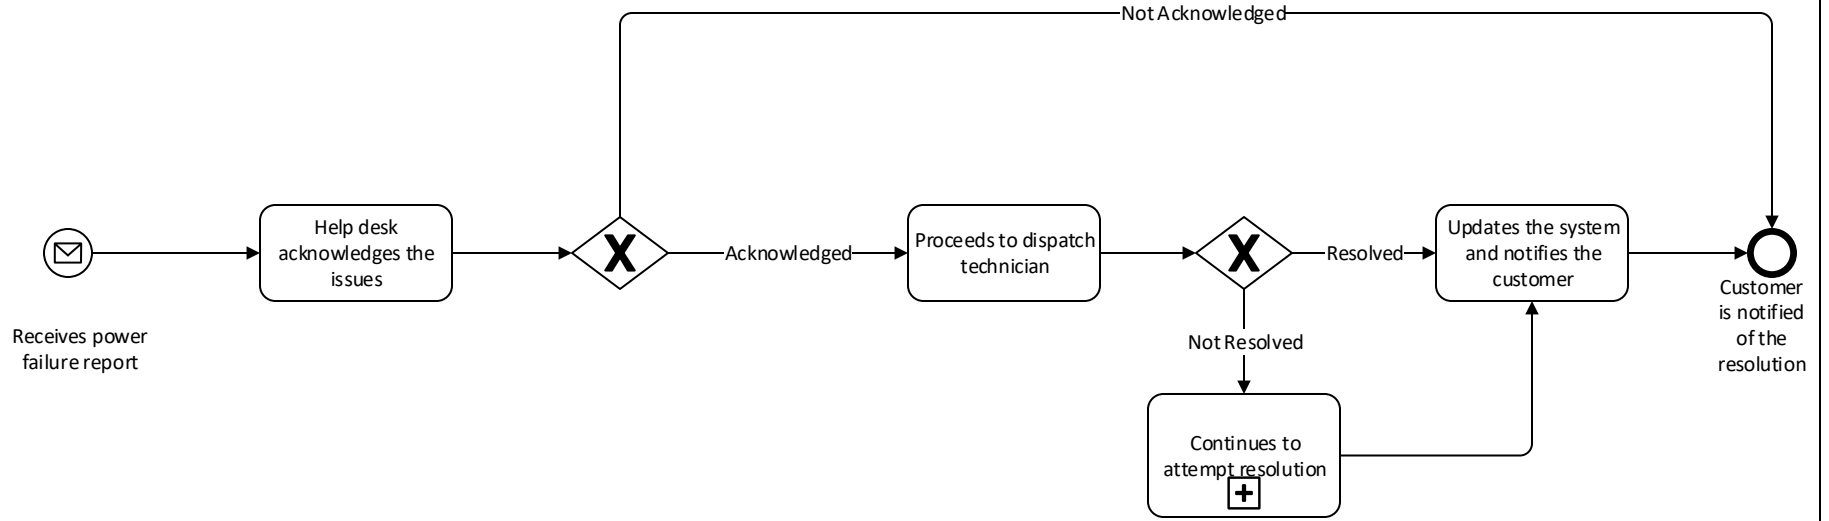 Not Acknowledged
Receives power
failure report
Help desk
acknowledges the
issues
X
Acknowledged
Proceeds to dispatch
technician
X
Resolved
Not Resolved
Continues to
attempt resolution
Updates the system
and notifies the
customer
Customer
is notified
of the
resolution